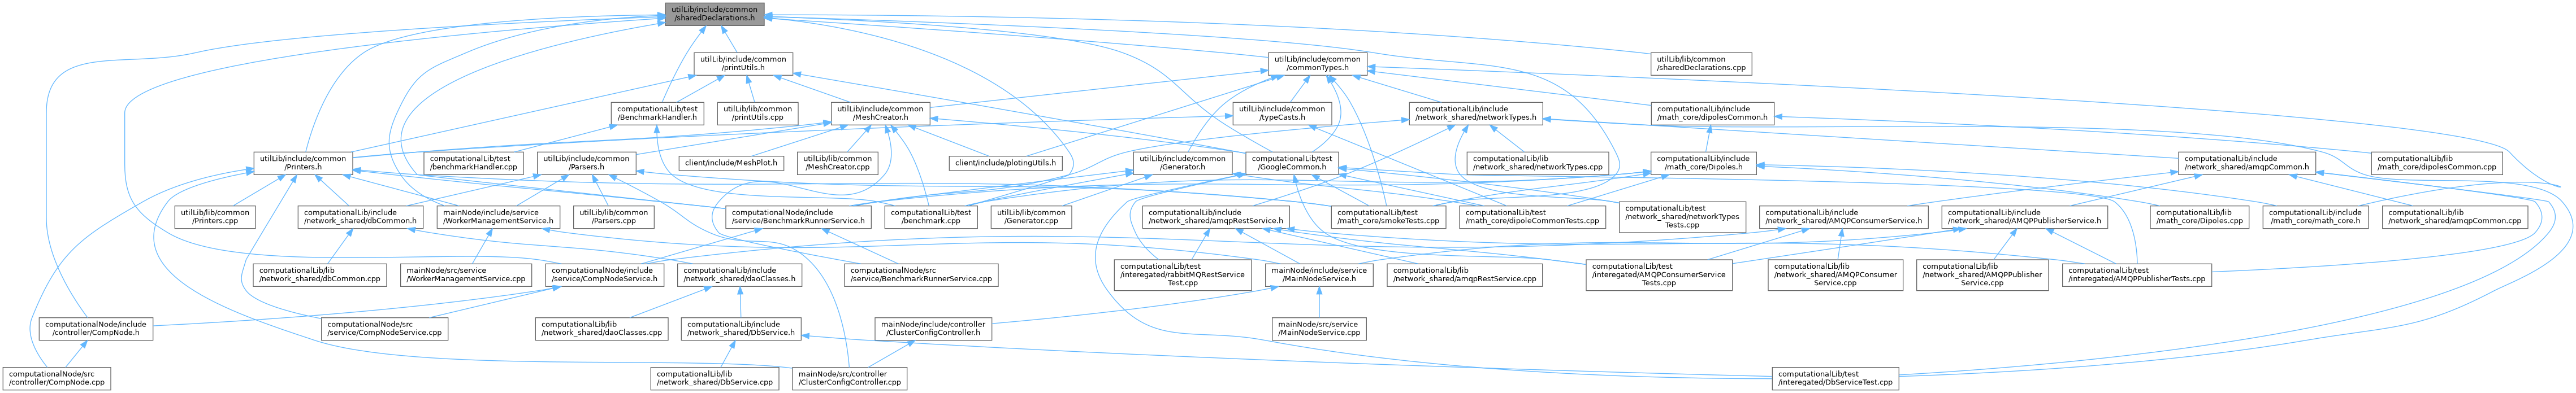 utilLib/include/common
/sharedDeclarations.h
utilLib/include/common
/printUtils.h
utilLib/include/common
/commonTypes.h
utilLib/lib/common
/sharedDeclarations.cpp
computationalLib/test
/BenchmarkHandler.h
utilLib/lib/common
/printUtils.cpp
utilLib/include/common
/MeshCreator.h
utilLib/include/common
/typeCasts.h
computationalLib/include
/network_shared/networkTypes.h
computationalLib/include
/math_core/dipolesCommon.h
utilLib/include/common
/Printers.h
computationalLib/test
/benchmarkHandler.cpp
utilLib/include/common
/Parsers.h
client/include/MeshPlot.h
utilLib/lib/common
/MeshCreator.cpp
client/include/plotingUtils.h
utilLib/include/common
/Generator.h
computationalLib/test
/GoogleCommon.h
computationalLib/lib
/network_shared/networkTypes.cpp
computationalLib/include
/math_core/Dipoles.h
computationalLib/include
/network_shared/amqpCommon.h
computationalLib/lib
/math_core/dipolesCommon.cpp
utilLib/lib/common
/Printers.cpp
computationalLib/include
/network_shared/dbCommon.h
mainNode/include/service
/WorkerManagementService.h
utilLib/lib/common
/Parsers.cpp
computationalNode/include
/service/BenchmarkRunnerService.h
computationalLib/test
/benchmark.cpp
utilLib/lib/common
/Generator.cpp
computationalLib/include
/network_shared/amqpRestService.h
computationalLib/test
/math_core/smokeTests.cpp
computationalLib/test
/math_core/dipoleCommonTests.cpp
computationalLib/test
/network_shared/networkTypes
Tests.cpp
computationalLib/include
/network_shared/AMQPConsumerService.h
computationalLib/include
/network_shared/AMQPPublisherService.h
computationalLib/lib
/math_core/Dipoles.cpp
computationalLib/include
/math_core/math_core.h
computationalLib/lib
/network_shared/amqpCommon.cpp
computationalLib/lib
/network_shared/dbCommon.cpp
mainNode/src/service
/WorkerManagementService.cpp
computationalNode/include
/service/CompNodeService.h
computationalLib/include
/network_shared/daoClasses.h
computationalNode/src
/service/BenchmarkRunnerService.cpp
computationalLib/test
/interegated/rabbitMQRestService
Test.cpp
mainNode/include/service
/MainNodeService.h
computationalLib/lib
/network_shared/amqpRestService.cpp
computationalLib/test
/interegated/AMQPConsumerService
Tests.cpp
computationalLib/lib
/network_shared/AMQPConsumer
Service.cpp
computationalLib/lib
/network_shared/AMQPPublisher
Service.cpp
computationalLib/test
/interegated/AMQPPublisherTests.cpp
computationalNode/include
/controller/CompNode.h
computationalNode/src
/service/CompNodeService.cpp
computationalLib/lib
/network_shared/daoClasses.cpp
computationalLib/include
/network_shared/DbService.h
mainNode/include/controller
/ClusterConfigController.h
mainNode/src/service
/MainNodeService.cpp
computationalNode/src
/controller/CompNode.cpp
computationalLib/lib
/network_shared/DbService.cpp
mainNode/src/controller
/ClusterConfigController.cpp
computationalLib/test
/interegated/DbServiceTest.cpp